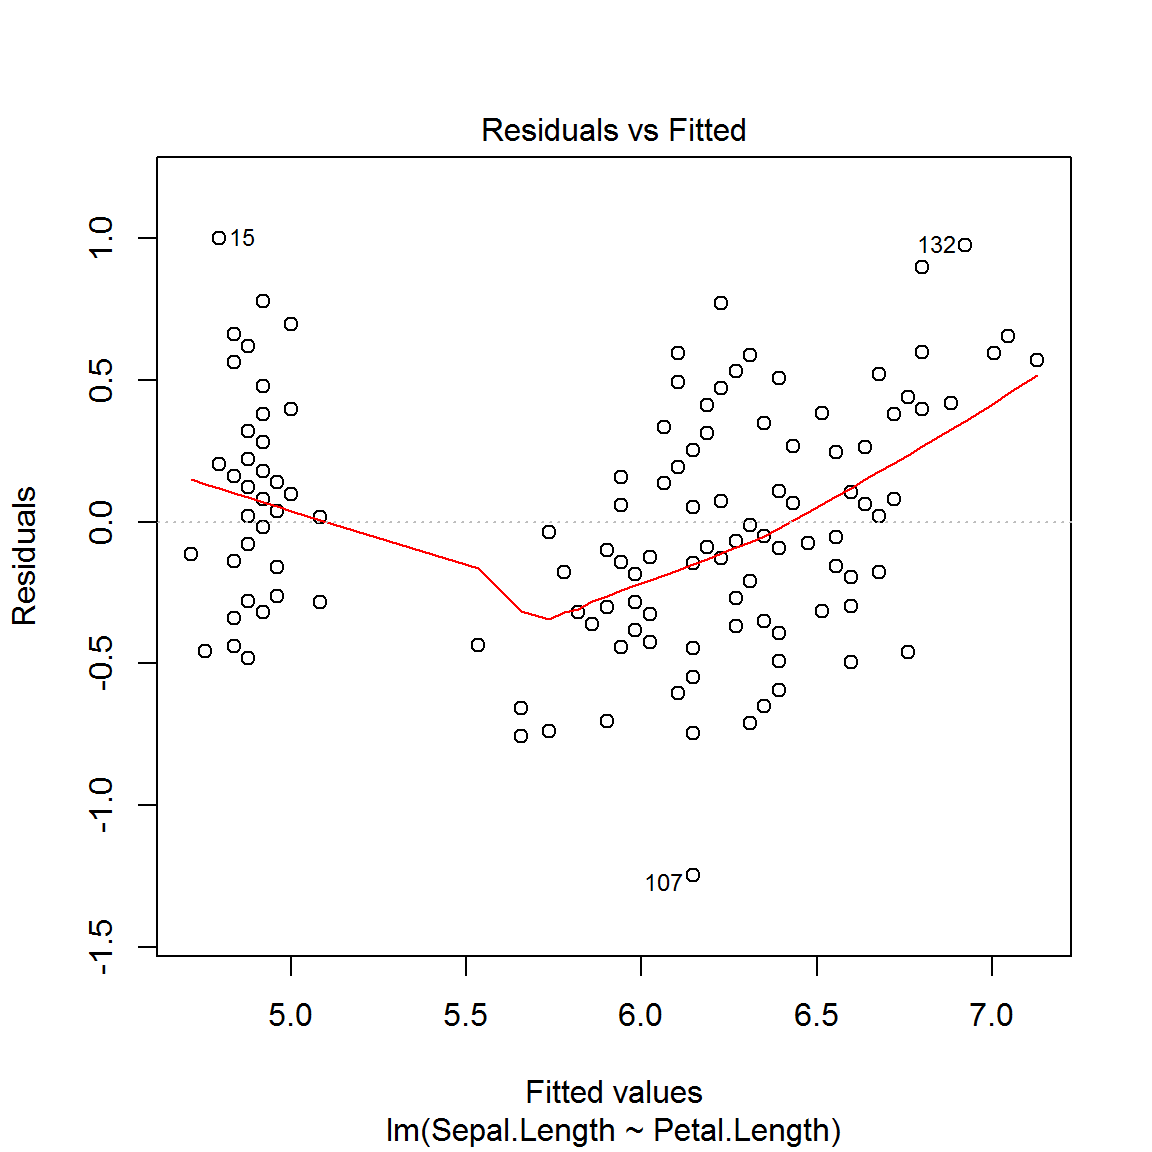 Residuals vs Fitted
1.0
0.5
0.0
-0.5
-1.0
-1.5
Residuals
15
132
107
5.0 5.5 6.0 6.5 7.0
Fitted values
lm(Sepal.Length ~ Petal.Length)